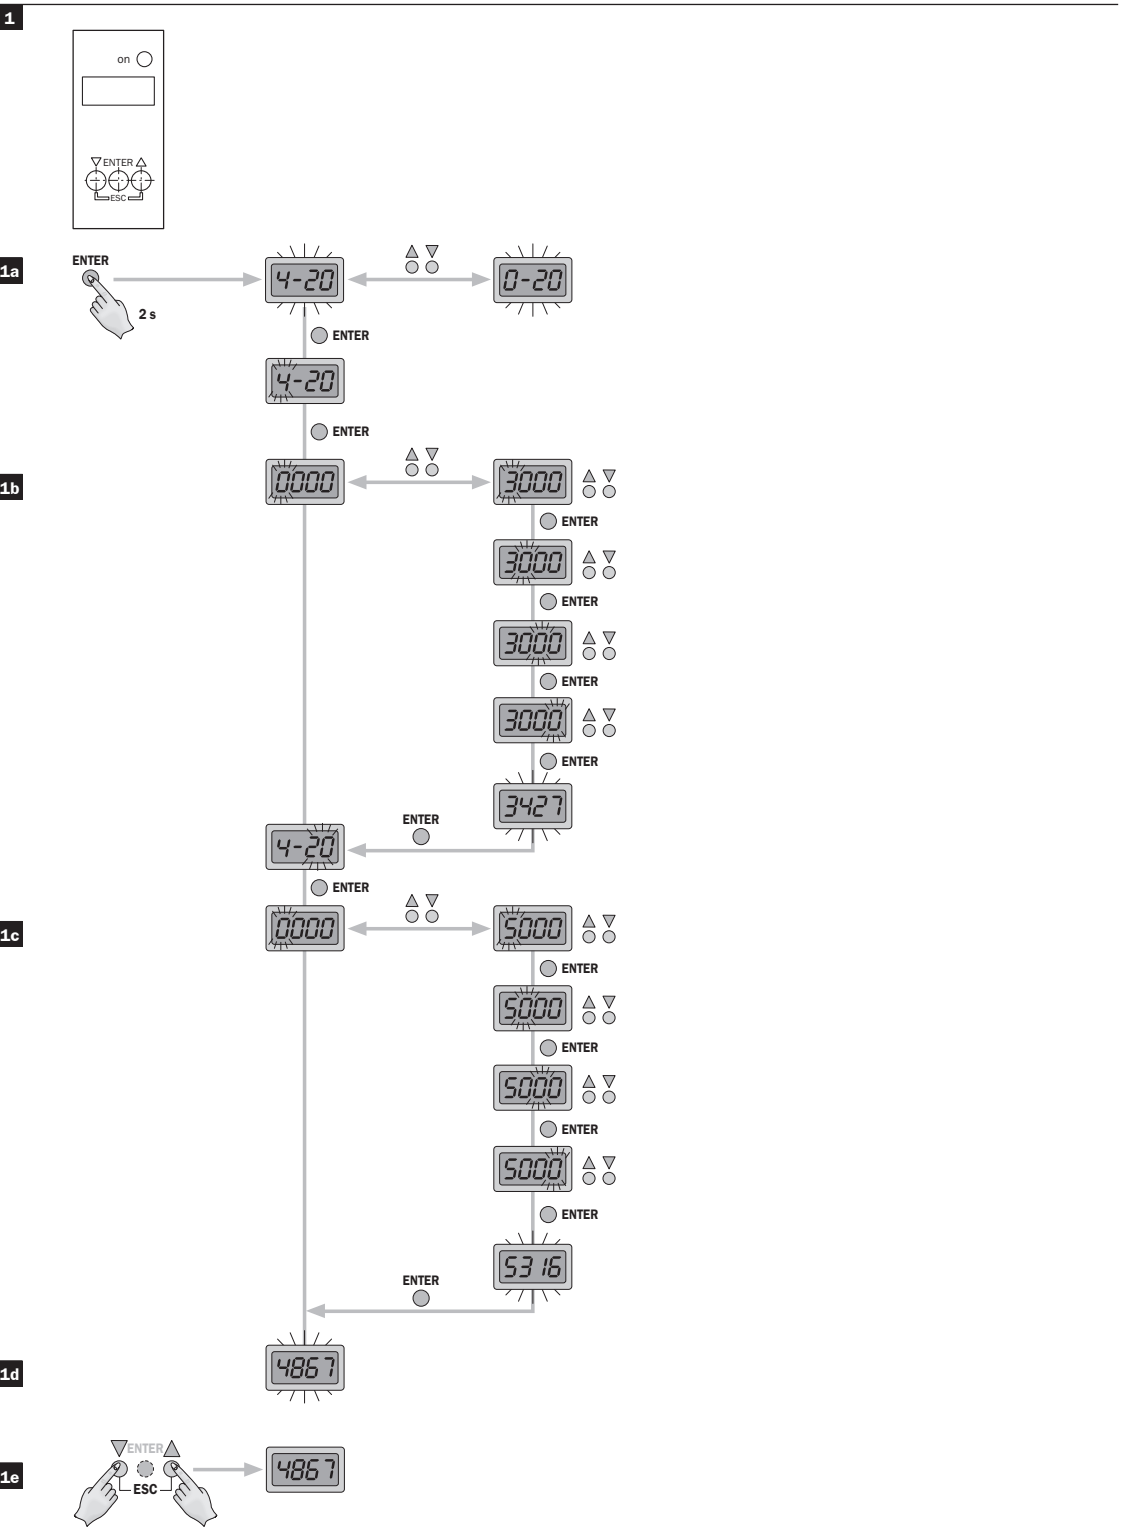 1
on
ENTER
ESC
1a
ENTER
2 s
4-20
0-20
ENTER
4-20
ENTER
1b
0000
3000
ENTER
3000
ENTER
3000
ENTER
3000
ENTER
3427
ENTER
4-20
ENTER
1c
0000
5000
ENTER
5000
ENTER
5000
ENTER
5000
ENTER
5316
ENTER
1d
4867
1e
ENTER
ESC
4867